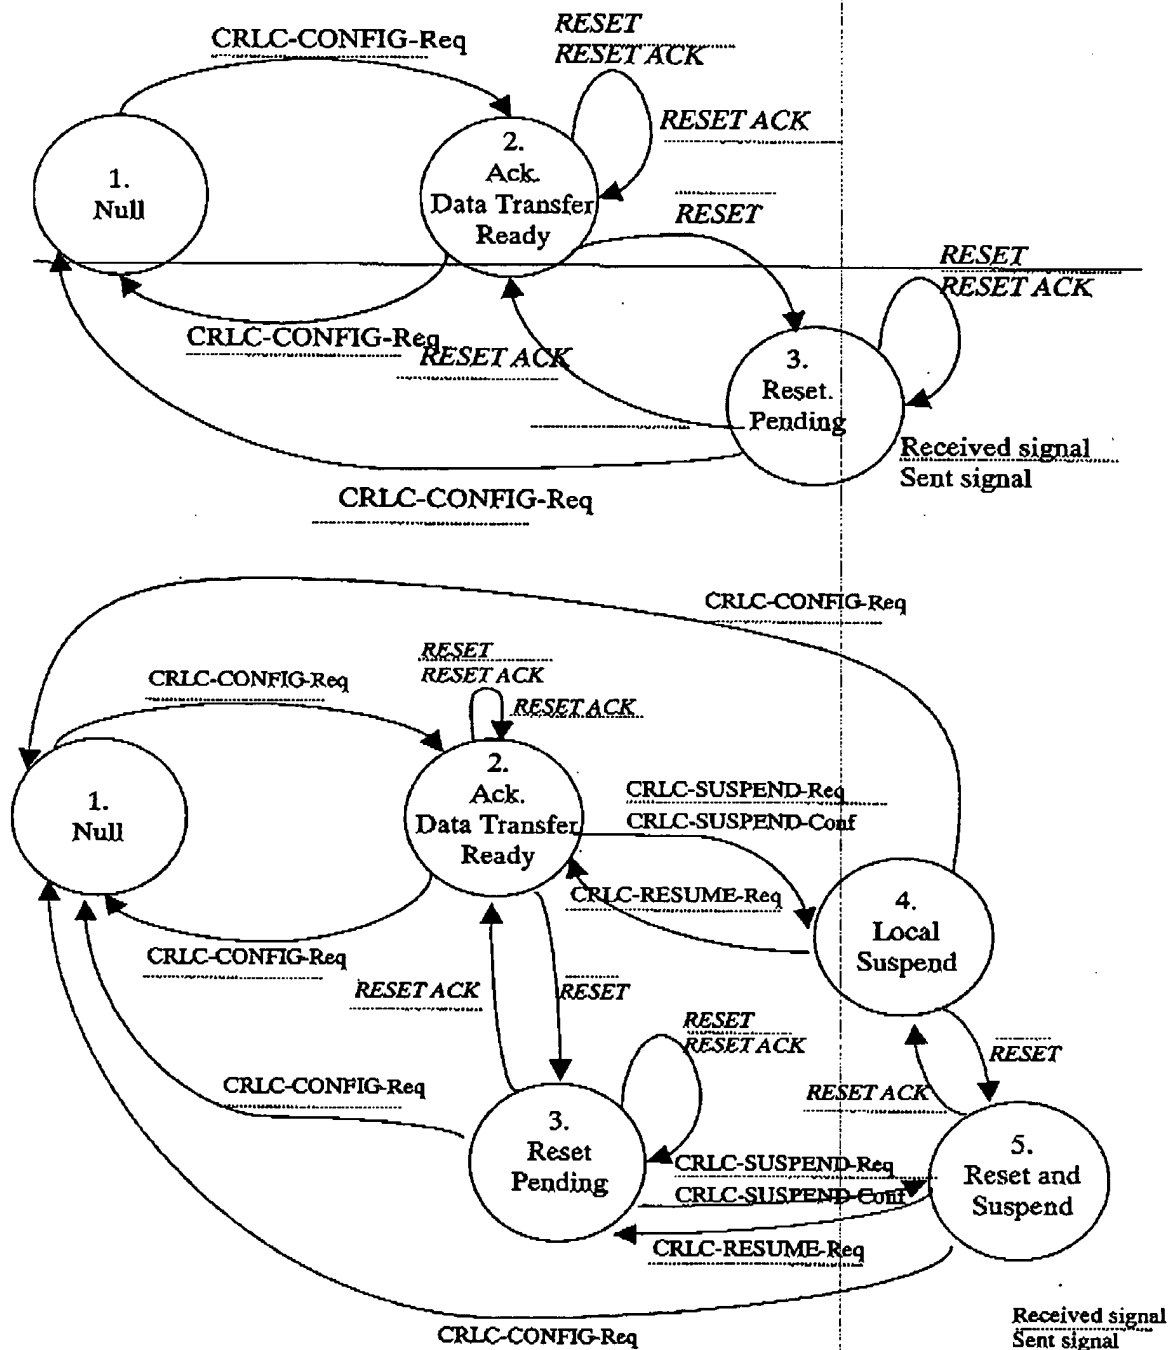 RESET
CRLC-CONFIG-Req
RESET ACK
RESET ACK
1.
Null
2.
Ack.
Data Transfer
Ready
RESET
RESET
RESET ACK
CRLC-CONFIG-Req
RESET ACK
3.
Reset.
Pending
Received signal
Sent signal
CRLC-CONFIG-Req
CRLC-CONFIG-Req
RESET
RESET ACK
CRLC-CONFIG-Req
RESET ACK
1.
Null
2.
Ack.
Data Transfer
Ready
CRLC-SUSPEND-Req
CRLC-SUSPEND-Conf
CRLC-RESUME-Req
4.
Local
Suspend
CRLC-CONFIG-Req
RESET ACK
RESET
RESET
RESET ACK
RESET
RESET ACK
CRLC-CONFIG-Req
3.
Reset
Pending
CRLC-SUSPEND-Req
CRLC-SUSPEND-Conf
5.
Reset and
Suspend
CRLC-RESUME-Req
CRLC-CONFIG-Req
Received signal
Sent signal